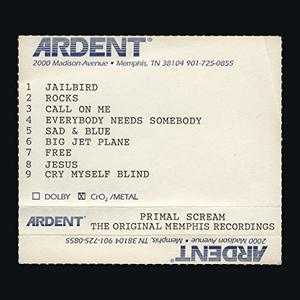 ARDENT®
2000 Madison Avenue • Memphis, TN 38104 901-725-0855
1 JAILBIRD
2 ROCKS
3 CALL ON ME
4 EVERYBODY NEEDS SOMEBODY
5 SAD & BLUE
6 BIG JET PLANE
7 FREE
8 JESUS
9 CRY MYSELF BLIND
☐ DOLBY ☒ CrO₂/METAL
ARDENT® PRIMAL SCREAM
THE ORIGINAL MEMPHIS RECORDINGS
2000 Madison Avenue • Memphis, TN 38104 901-725-0855
ARDENT